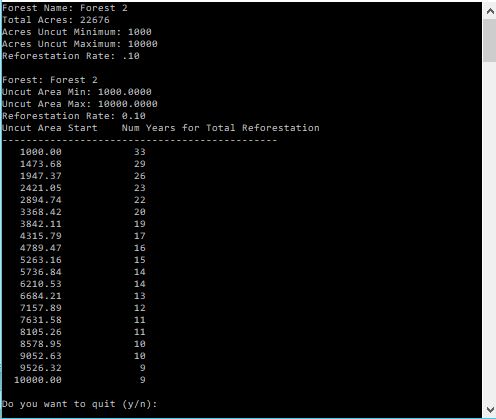 Forest Name: Forest 2
Total Acres: 22676
Acres Uncut Minimum: 1000
Acres Uncut Maximum: 10000
Reforestation Rate: .10
Forest: Forest 2
Uncut Area Min: 1000.0000
Uncut Area Max: 10000.0000
Reforestation Rate: 0.10
Uncut Area Start    Num Years for Total Reforestation
----------------------------------------------
1000.00    33
1473.68    29
1947.37    26
2421.05    23
2894.74    22
3368.42    20
3842.11    19
4315.79    17
4789.47    16
5263.16    15
5736.84    14
6210.53    14
6684.21    13
7157.89    12
7631.58    11
8105.26    11
8578.95    10
9052.63    10
9526.32    9
10000.00    9
Do you want to quit (y/n):